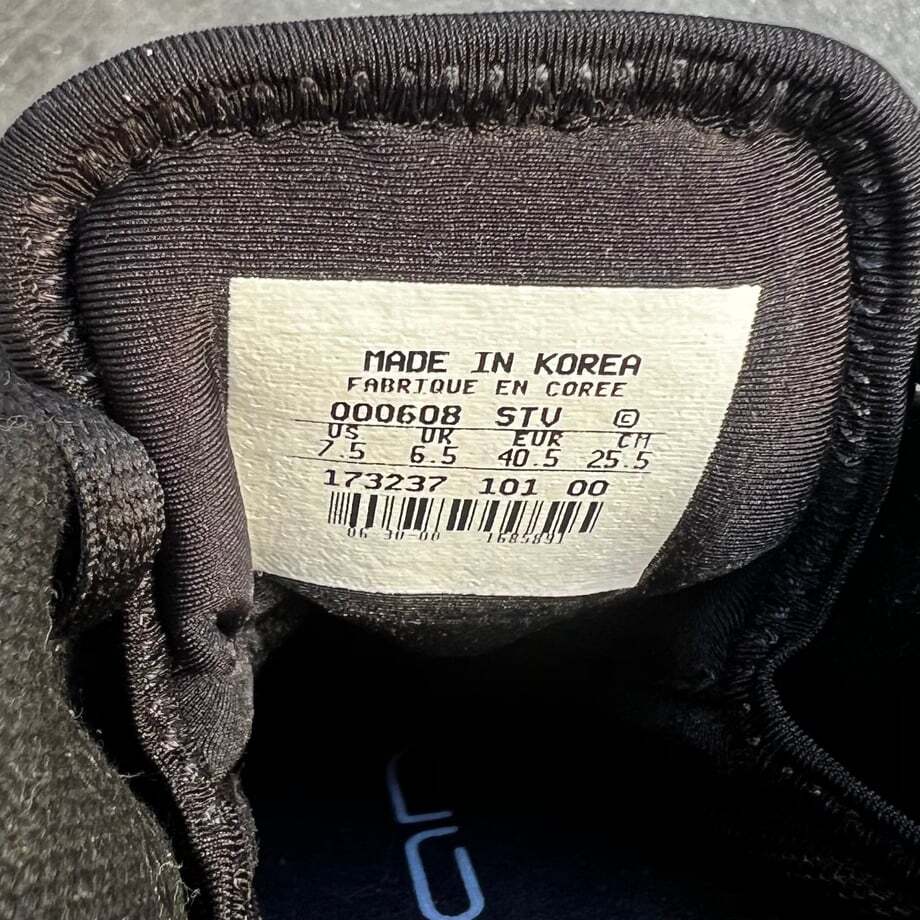 MADE IN KOREA
FABRIQUE EN COREE
000608 STV ©
US UK EUR CM
7.5 6.5 40.5 25.5
173237 101 00
06 30-00 1685891